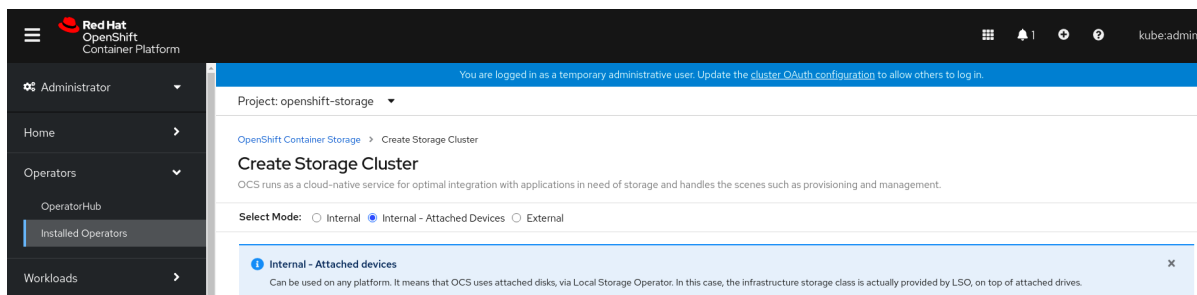 Red Hat
OpenShift
Container Platform
1
kube:admin
Administrator
You are logged in as a temporary administrative user. Update the cluster OAuth configuration to allow others to log in.
Project: openshift-storage
Home
OpenShift Container Storage > Create Storage Cluster
Create Storage Cluster
OCS runs as a cloud-native service for optimal integration with applications in need of storage and handles the scenes such as provisioning and management.
Operators
OperatorHub
Installed Operators
Select Mode: Internal Internal - Attached Devices External
Internal - Attached devices
Can be used on any platform. It means that OCS uses attached disks, via Local Storage Operator. In this case, the infrastructure storage class is actually provided by LSO, on top of attached drives.
Workloads